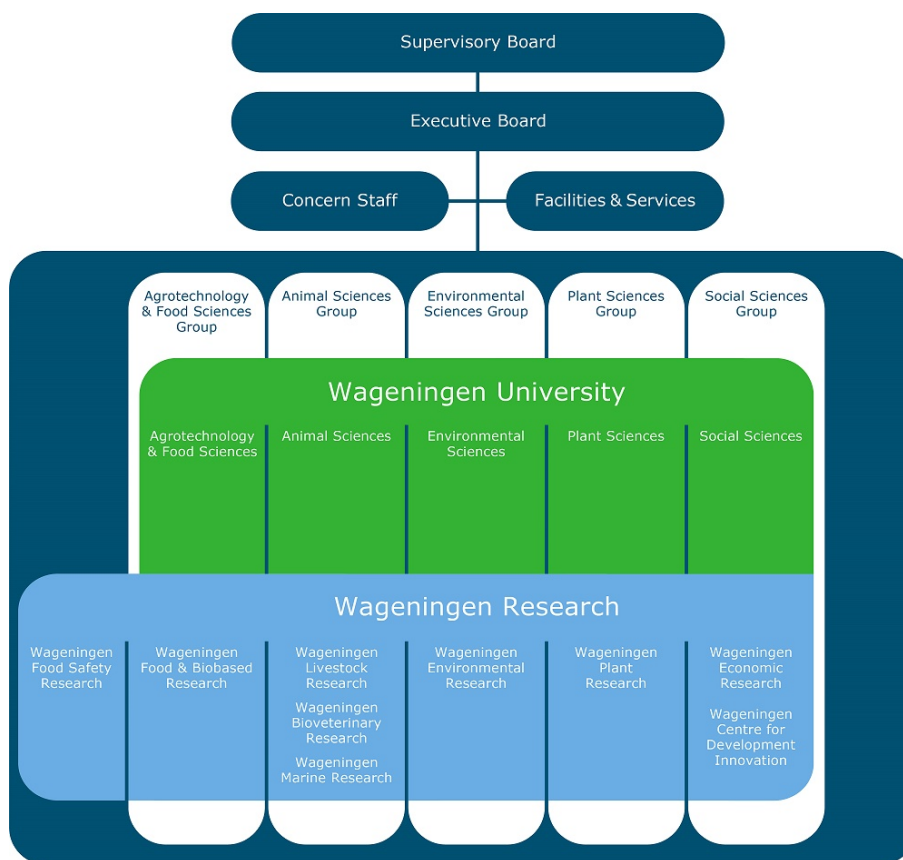 Supervisory Board
Executive Board
Concern Staff
Facilities & Services
Agrotechnology
& Food Sciences
Group
Animal Sciences
Group
Environmental
Sciences Group
Plant Sciences
Group
Social Sciences
Group
Wageningen University
Agrotechnology
& Food Sciences
Animal Sciences
Environmental
Sciences
Plant Sciences
Social Sciences
Wageningen Research
Wageningen
Food Safety
Research
Wageningen
Food & Biobased
Research
Wageningen
Livestock
Research
Wageningen
Bioveterinary
Research
Wageningen
Marine Research
Wageningen
Environmental
Research
Wageningen
Plant
Research
Wageningen
Economic
Research
Wageningen
Centre for
Development
Innovation